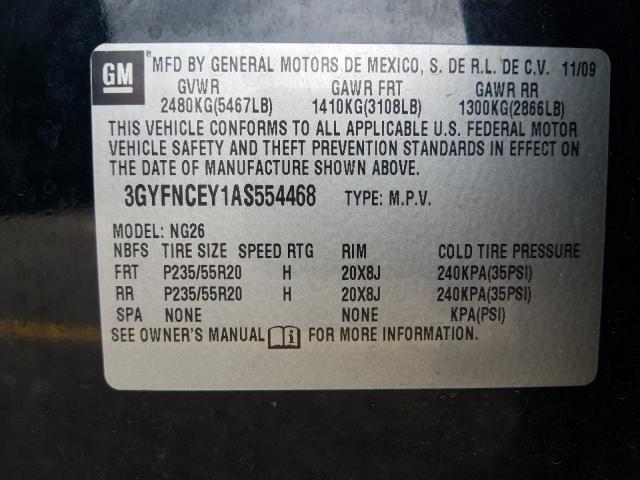 GM ® MFD BY GENERAL MOTORS DE MEXICO, S. DE R.L. DE C.V. 11/09
GVWR GAWR FRT GAWR RR
2480KG(5467LB) 1410KG(3108LB) 1300KG(2866LB)
THIS VEHICLE CONFORMS TO ALL APPLICABLE U.S. FEDERAL MOTOR
VEHICLE SAFETY AND THEFT PREVENTION STANDARDS IN EFFECT ON
THE DATE OF MANUFACTURE SHOWN ABOVE.
3GYFNCEY1AS554468 TYPE: M.P.V.
MODEL: NG26
NBFS TIRE SIZE SPEED RTG RIM COLD TIRE PRESSURE
FRT P235/55R20 H 20X8J 240KPA(35PSI)
RR P235/55R20 H 20X8J 240KPA(35PSI)
SPA NONE NONE KPA(PSI)
SEE OWNER'S MANUAL i FOR MORE INFORMATION.